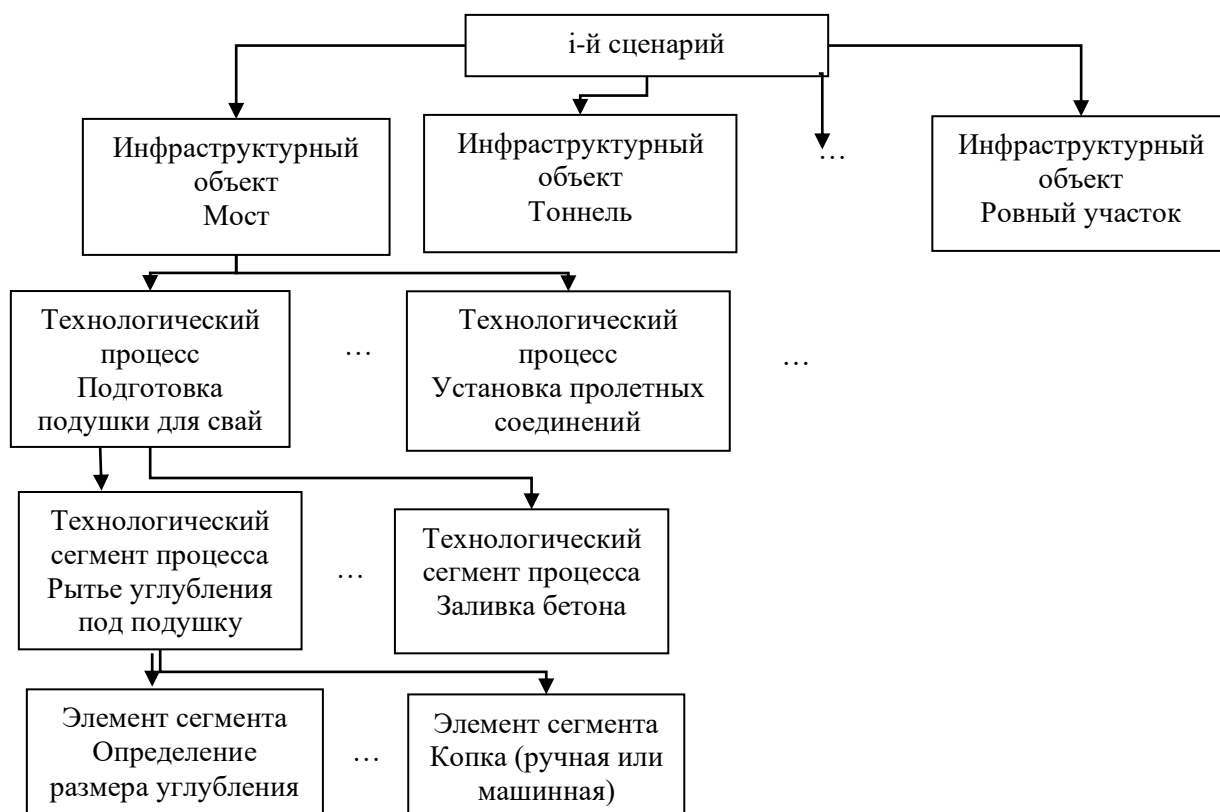 i-й сценарий
Инфраструктурный
объект
Мост
Инфраструктурный
объект
Тоннель
…
Инфраструктурный
объект
Ровный участок
Технологический
процесс
Подготовка
подушки для свай
…
Технологический
процесс
Установка пролетных
соединений
…
Технологический
сегмент процесса
Рытье углубления
под подушку
…
Технологический
сегмент процесса
Заливка бетона
Элемент сегмента
Определение
размера углубления
…
Элемент сегмента
Копка (ручная или
машинная)